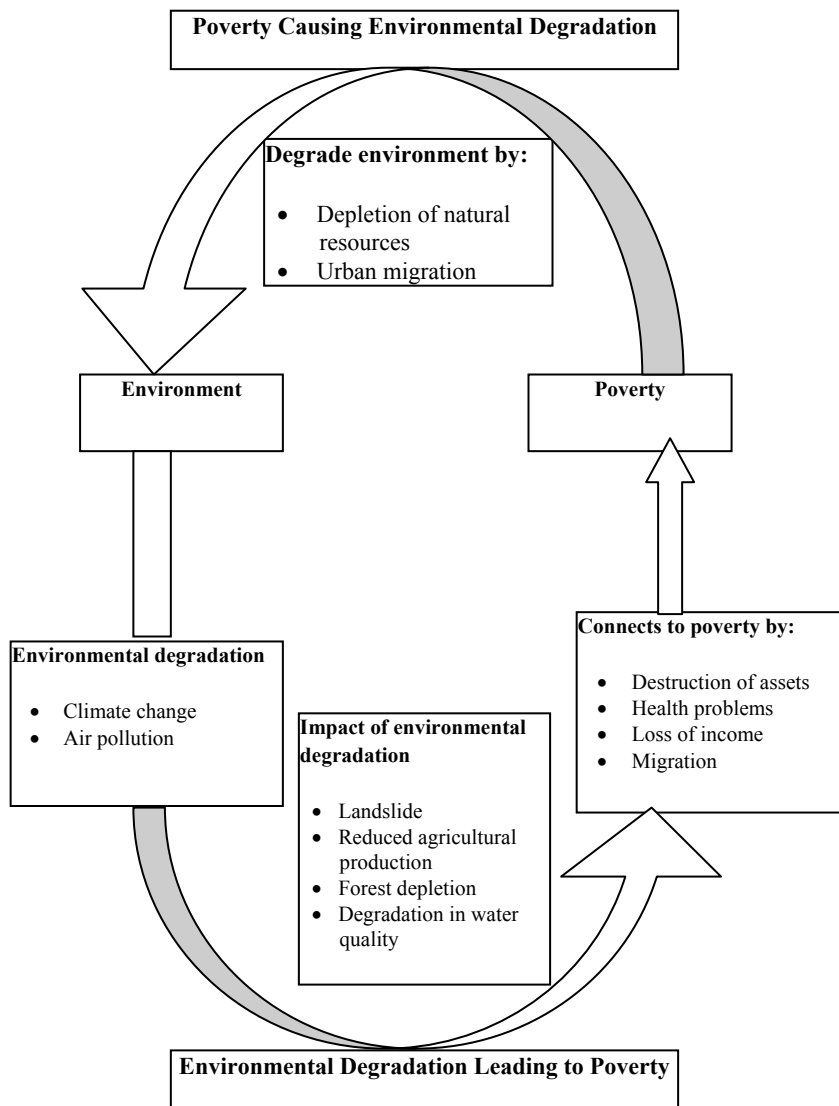 Poverty Causing Environmental Degradation
Degrade environment by:
• Depletion of natural
resources
• Urban migration
Environment
Poverty
Environmental degradation
• Climate change
• Air pollution
Impact of environmental
degradation
• Landslide
• Reduced agricultural
production
• Forest depletion
• Degradation in water
quality
Connects to poverty by:
• Destruction of assets
• Health problems
• Loss of income
• Migration
Environmental Degradation Leading to Poverty